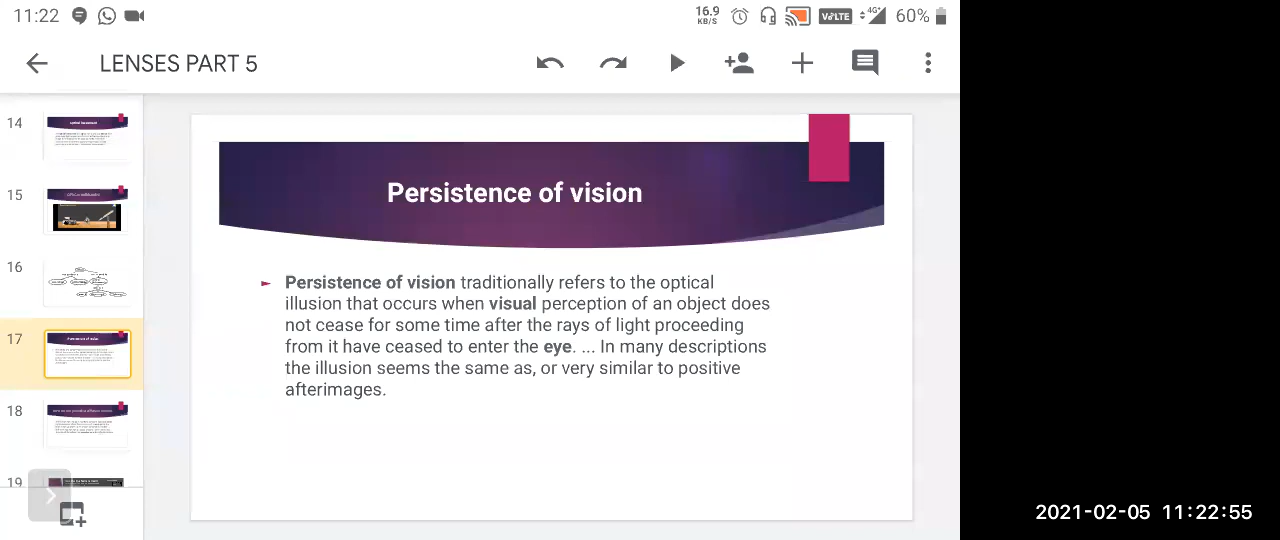 11:22
16.9 KB/S
VoLTE
4G+
60%
LENSES PART 5
14
15
16
17
18
19
Persistence of vision
Persistence of vision traditionally refers to the optical
illusion that occurs when visual perception of an object does
not cease for some time after the rays of light proceeding
from it have ceased to enter the eye. ... In many descriptions
the illusion seems the same as, or very similar to positive
afterimages.
2021-02-05 11:22:55